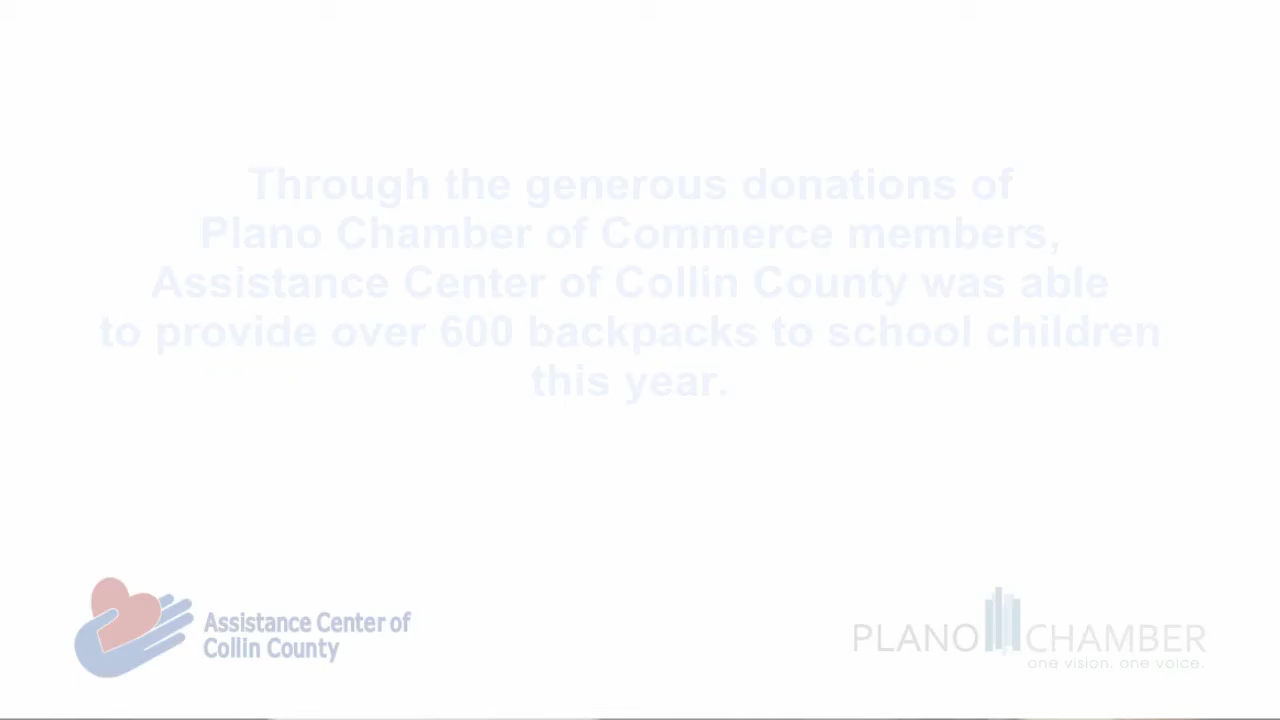 Through the generous donations of
Plano Chamber of Commerce members,
Assistance Center of Collin County was able
to provide over 600 backpacks to school children
this year.
Assistance Center of
Collin County
PLANO CHAMBER
one vision. one voice.